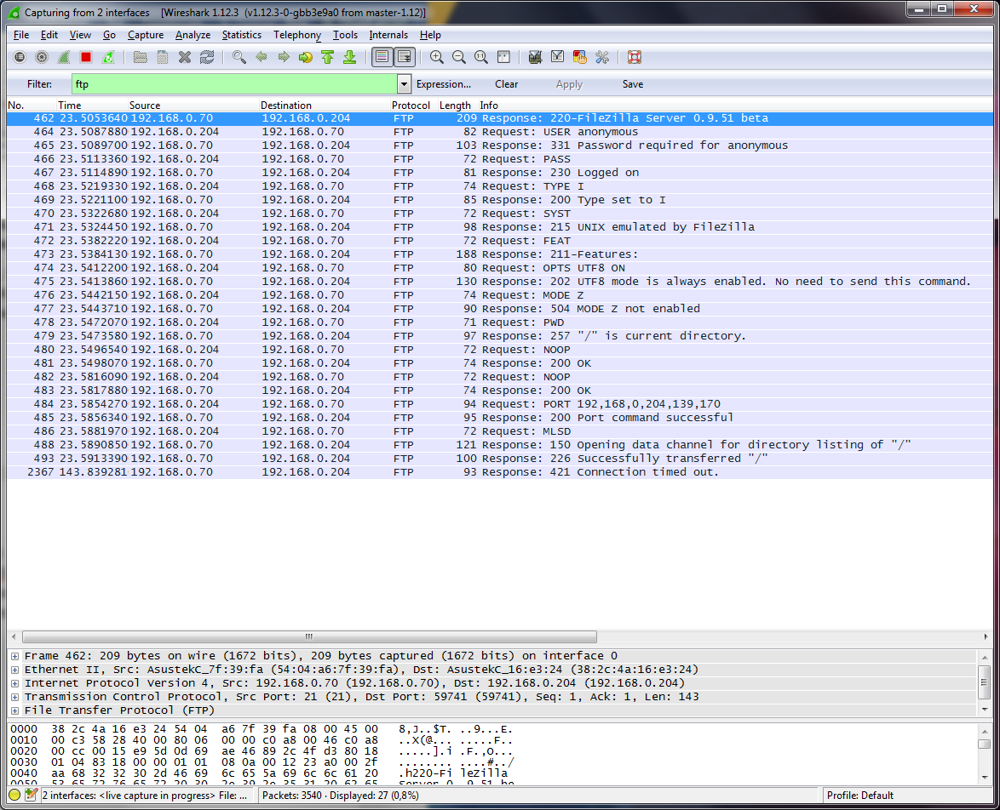 Capturing from 2 interfaces [Wireshark 1.12.3 (v1.12.3-0-gbb3e9a0 from master-1.12)]
File Edit View Go Capture Analyze Statistics Telephony Tools Internals Help
Filter: ftp Expression... Clear Apply Save
No. Time Source Destination Protocol Length Info
462 23.5053640 192.168.0.70 192.168.0.204 FTP 209 Response: 220-FileZilla Server 0.9.51 beta
464 23.5087880 192.168.0.204 192.168.0.70 FTP 82 Request: USER anonymous
465 23.5089700 192.168.0.70 192.168.0.204 FTP 103 Response: 331 Password required for anonymous
466 23.5113360 192.168.0.204 192.168.0.70 FTP 72 Request: PASS
467 23.5114890 192.168.0.70 192.168.0.204 FTP 81 Response: 230 Logged on
468 23.5219330 192.168.0.204 192.168.0.70 FTP 74 Request: TYPE I
469 23.5221100 192.168.0.70 192.168.0.204 FTP 85 Response: 200 Type set to I
470 23.5322680 192.168.0.204 192.168.0.70 FTP 72 Request: SYST
471 23.5324450 192.168.0.70 192.168.0.204 FTP 98 Response: 215 UNIX emulated by FileZilla
472 23.5382220 192.168.0.204 192.168.0.70 FTP 72 Request: FEAT
473 23.5384130 192.168.0.70 192.168.0.204 FTP 188 Response: 211-Features:
474 23.5412200 192.168.0.204 192.168.0.70 FTP 80 Request: OPTS UTF8 ON
475 23.5413860 192.168.0.70 192.168.0.204 FTP 130 Response: 202 UTF8 mode is always enabled. No need to send this command.
476 23.5442150 192.168.0.204 192.168.0.70 FTP 74 Request: MODE Z
477 23.5443710 192.168.0.70 192.168.0.204 FTP 90 Response: 504 MODE Z not enabled
478 23.5472070 192.168.0.204 192.168.0.70 FTP 71 Request: PWD
479 23.5473580 192.168.0.70 192.168.0.204 FTP 97 Response: 257 "/" is current directory.
480 23.5496540 192.168.0.204 192.168.0.70 FTP 72 Request: NOOP
481 23.5498070 192.168.0.70 192.168.0.204 FTP 74 Response: 200 OK
482 23.5816090 192.168.0.204 192.168.0.70 FTP 72 Request: NOOP
483 23.5817880 192.168.0.70 192.168.0.204 FTP 74 Response: 200 OK
484 23.5854270 192.168.0.204 192.168.0.70 FTP 94 Request: PORT 192,168,0,204,139,170
485 23.5856340 192.168.0.70 192.168.0.204 FTP 95 Response: 200 Port command successful
486 23.5881970 192.168.0.204 192.168.0.70 FTP 72 Request: MLSD
488 23.5890850 192.168.0.70 192.168.0.204 FTP 121 Response: 150 Opening data channel for directory listing of "/"
493 23.5913390 192.168.0.70 192.168.0.204 FTP 100 Response: 226 Successfully transferred "/"
2367 143.839281 192.168.0.70 192.168.0.204 FTP 93 Response: 421 Connection timed out.
Frame 462: 209 bytes on wire (1672 bits), 209 bytes captured (1672 bits) on interface 0
Ethernet II, Src: AsustekC_7f:39:fa (54:04:a6:7f:39:fa), Dst: AsustekC_16:e3:24 (38:2c:4a:16:e3:24)
Internet Protocol Version 4, Src: 192.168.0.70 (192.168.0.70), Dst: 192.168.0.204 (192.168.0.204)
Transmission Control Protocol, Src Port: 21 (21), Dst Port: 59741 (59741), Seq: 1, Ack: 1, Len: 143
File Transfer Protocol (FTP)
0000 38 2c 4a 16 e3 24 54 04 a6 7f 39 fa 08 00 45 00 8,J..$T. ..9...E.
0010 00 c3 58 28 40 00 80 06 00 00 c0 a8 00 46 c0 a8 ..X(@... .....F..
0020 00 cc 00 15 e9 5d 0d 69 ae 46 89 2c 4f d3 80 18 .....].i .F.,O...
0030 01 04 83 18 00 00 01 01 08 0a 00 12 23 a0 00 2f ........ ....#../
0040 aa 68 32 32 30 2d 46 69 6c 65 5a 69 6c 6c 61 20 .h220-Fi leZilla
0050 53 65 72 76 65 72 20 30 2e 39 2e 35 31 20 62 65 Server 0 .9.51 be
2 interfaces: <live capture in progress> File: ... Packets: 3540 · Displayed: 27 (0,8%) Profile: Default